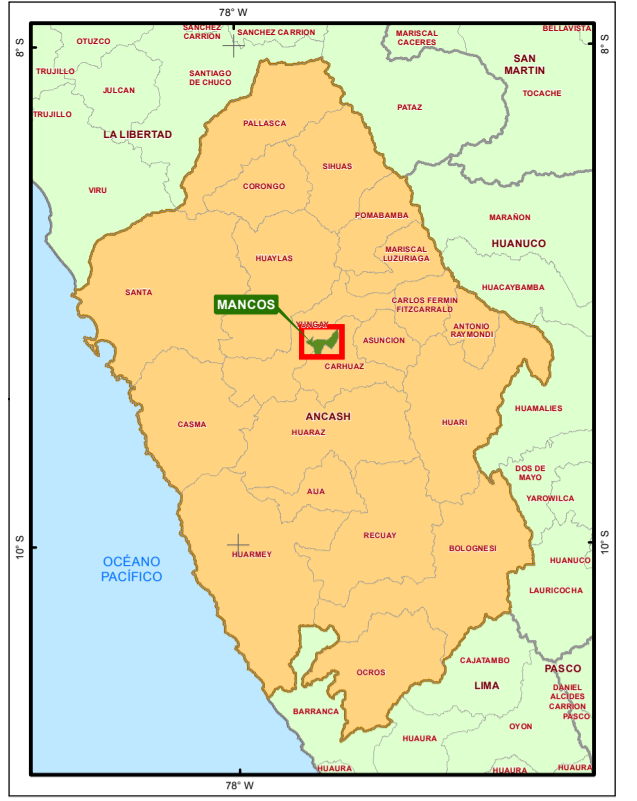 78° W
8° S
8° S
OTUZCO
SANCHEZ
CARRIÓN
SANCHEZ CARRION
MARISCAL
CACERES
BELLAVISTA
TRUJILLO
JULCAN
SANTIAGO
DE CHUCO
SAN
MARTIN
TOCACHE
TRUJILLO
PATAZ
LA LIBERTAD
PALLASCA
SIHUAS
VIRU
CORONGO
POMABAMBA
MARAÑON
HUANUCO
HUAYLAS
MARISCAL
LUZURIAGA
SANTA
HUACAYBAMBA
MANCOS
CARLOS FERMIN
FITZCARRALD
YUNGAY
ANTONIO
RAYMONDI
ASUNCION
CARHUAZ
ANCASH
CASMA
HUARAZ
HUARI
HUAMALIES
DOS DE
MAYO
YAROWILCA
AIJA
RECUAY
HUARMEY
BOLOGNESI
10° S
10° S
OCÉANO
PACÍFICO
HUANUCO
LAURICOCHA
OCROS
CAJATAMBO
LIMA
PASCO
DANIEL
ALCIDES
CARRION
PASCO
BARRANCA
OYON
HUAURA
HUAURA
HUAURA
HUAURA
78° W